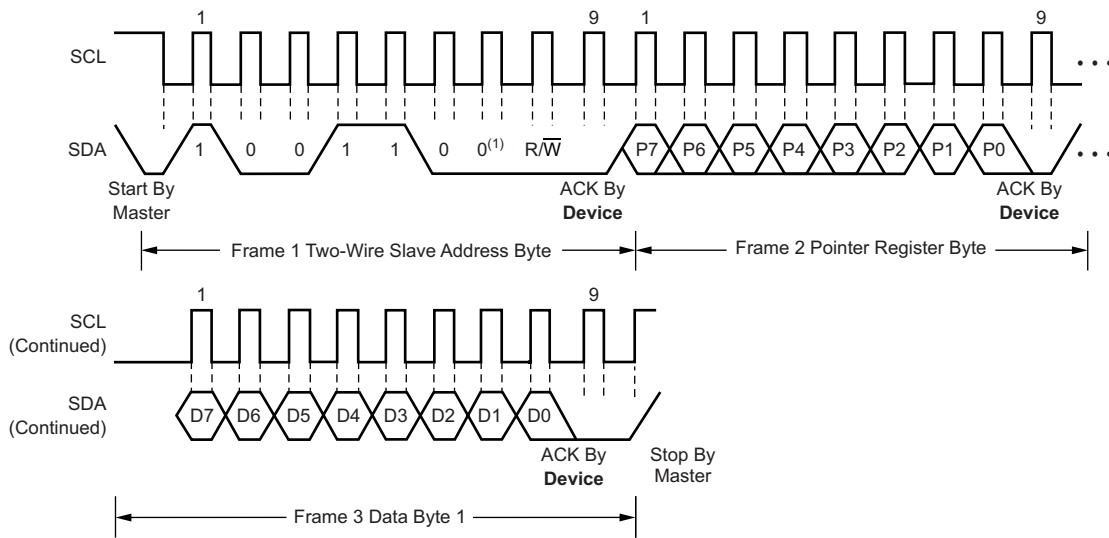 1 9 1 9
SCL
...
SDA
1 0 0 1 1 0 0(1) R/W̅ P7 P6 P5 P4 P3 P2 P1 P0
...
Start By
Master
ACK By
Device
ACK By
Device
Frame 1 Two-Wire Slave Address Byte
Frame 2 Pointer Register Byte
1 9
SCL
(Continued)
SDA
(Continued)
D7 D6 D5 D4 D3 D2 D1 D0
ACK By
Device
Stop By
Master
Frame 3 Data Byte 1